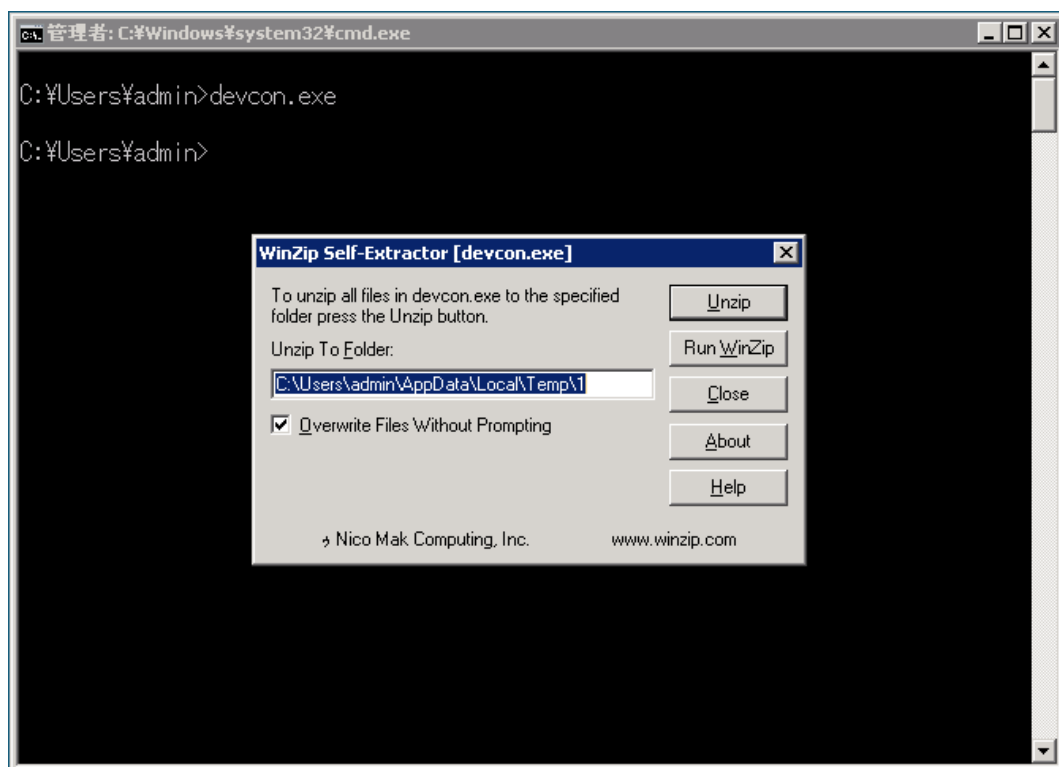 管理者: C:¥Windows¥system32¥cmd.exe
C:¥Users¥admin>devcon.exe
C:¥Users¥admin>
WinZip Self-Extractor [devcon.exe]
To unzip all files in devcon.exe to the specified
folder press the Unzip button.
Unzip To Folder:
C:\Users\admin\AppData\Local\Temp\1
Overwrite Files Without Prompting
Unzip
Run WinZip
Close
About
Help
ゥ Nico Mak Computing, Inc.
www.winzip.com